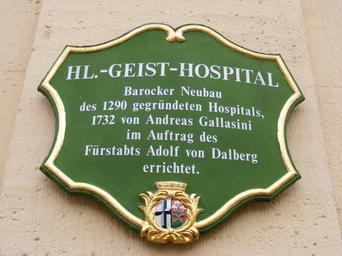 HL.-GEIST-HOSPITAL
Barocker Neubau
des 1290 gegründeten Hospitals,
1732 von Andreas Gallasini
im Auftrag des
Fürstabts Adolf von Dalberg
errichtet.